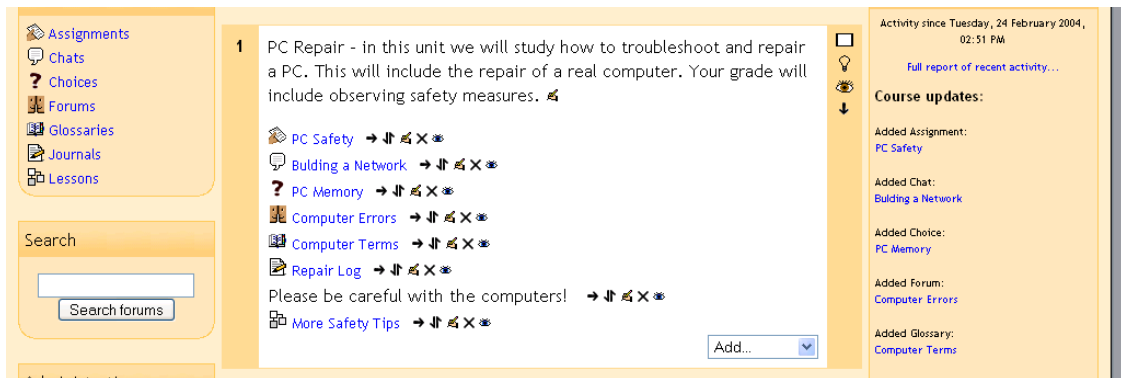 Assignments
Chats
Choices
Forums
Glossaries
Journals
Lessons
Search
Search forums
1
PC Repair - in this unit we will study how to troubleshoot and repair
a PC. This will include the repair of a real computer. Your grade will
include observing safety measures.
PC Safety
Bulding a Network
PC Memory
Computer Errors
Computer Terms
Repair Log
Please be careful with the computers!
More Safety Tips
Add...
Activity since Tuesday, 24 February 2004,
02:51 PM
Full report of recent activity...
Course updates:
Added Assignment:
PC Safety
Added Chat:
Bulding a Network
Added Choice:
PC Memory
Added Forum:
Computer Errors
Added Glossary:
Computer Terms